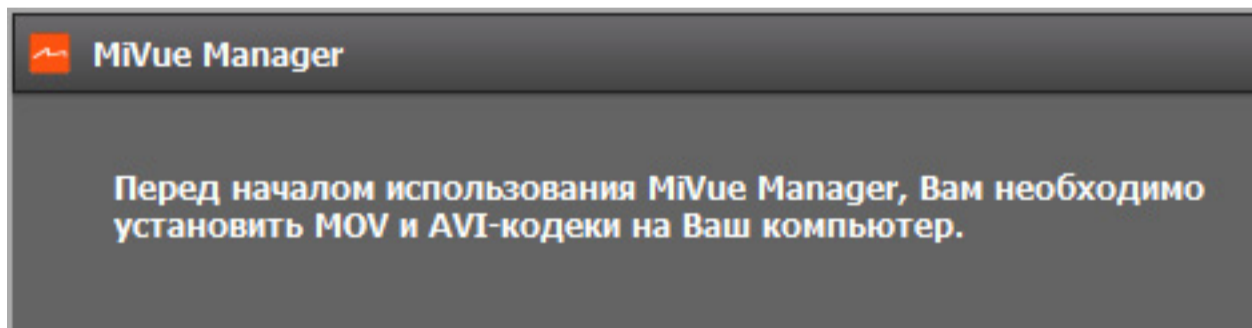 MiVue Manager
Перед началом использования MiVue Manager, Вам необходимо
установить MOV и AVI-кодеки на Ваш компьютер.